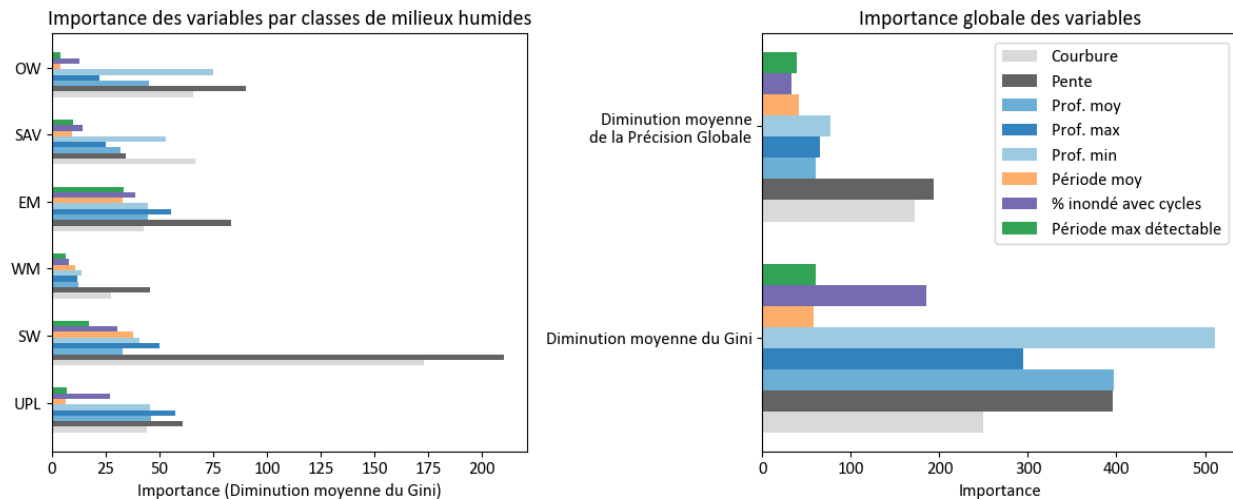 Importance des variables par classes de milieux humides
OW
SAV
EM
WM
SW
UPL
0 25 50 75 100 125 150 175 200
Importance (Diminution moyenne du Gini)
Importance globale des variables
Courbure
Pente
Prof. moy
Prof. max
Prof. min
Période moy
% inondé avec cycles
Période max détectable
Diminution moyenne
de la Précision Globale
Diminution moyenne du Gini
0 100 200 300 400 500
Importance